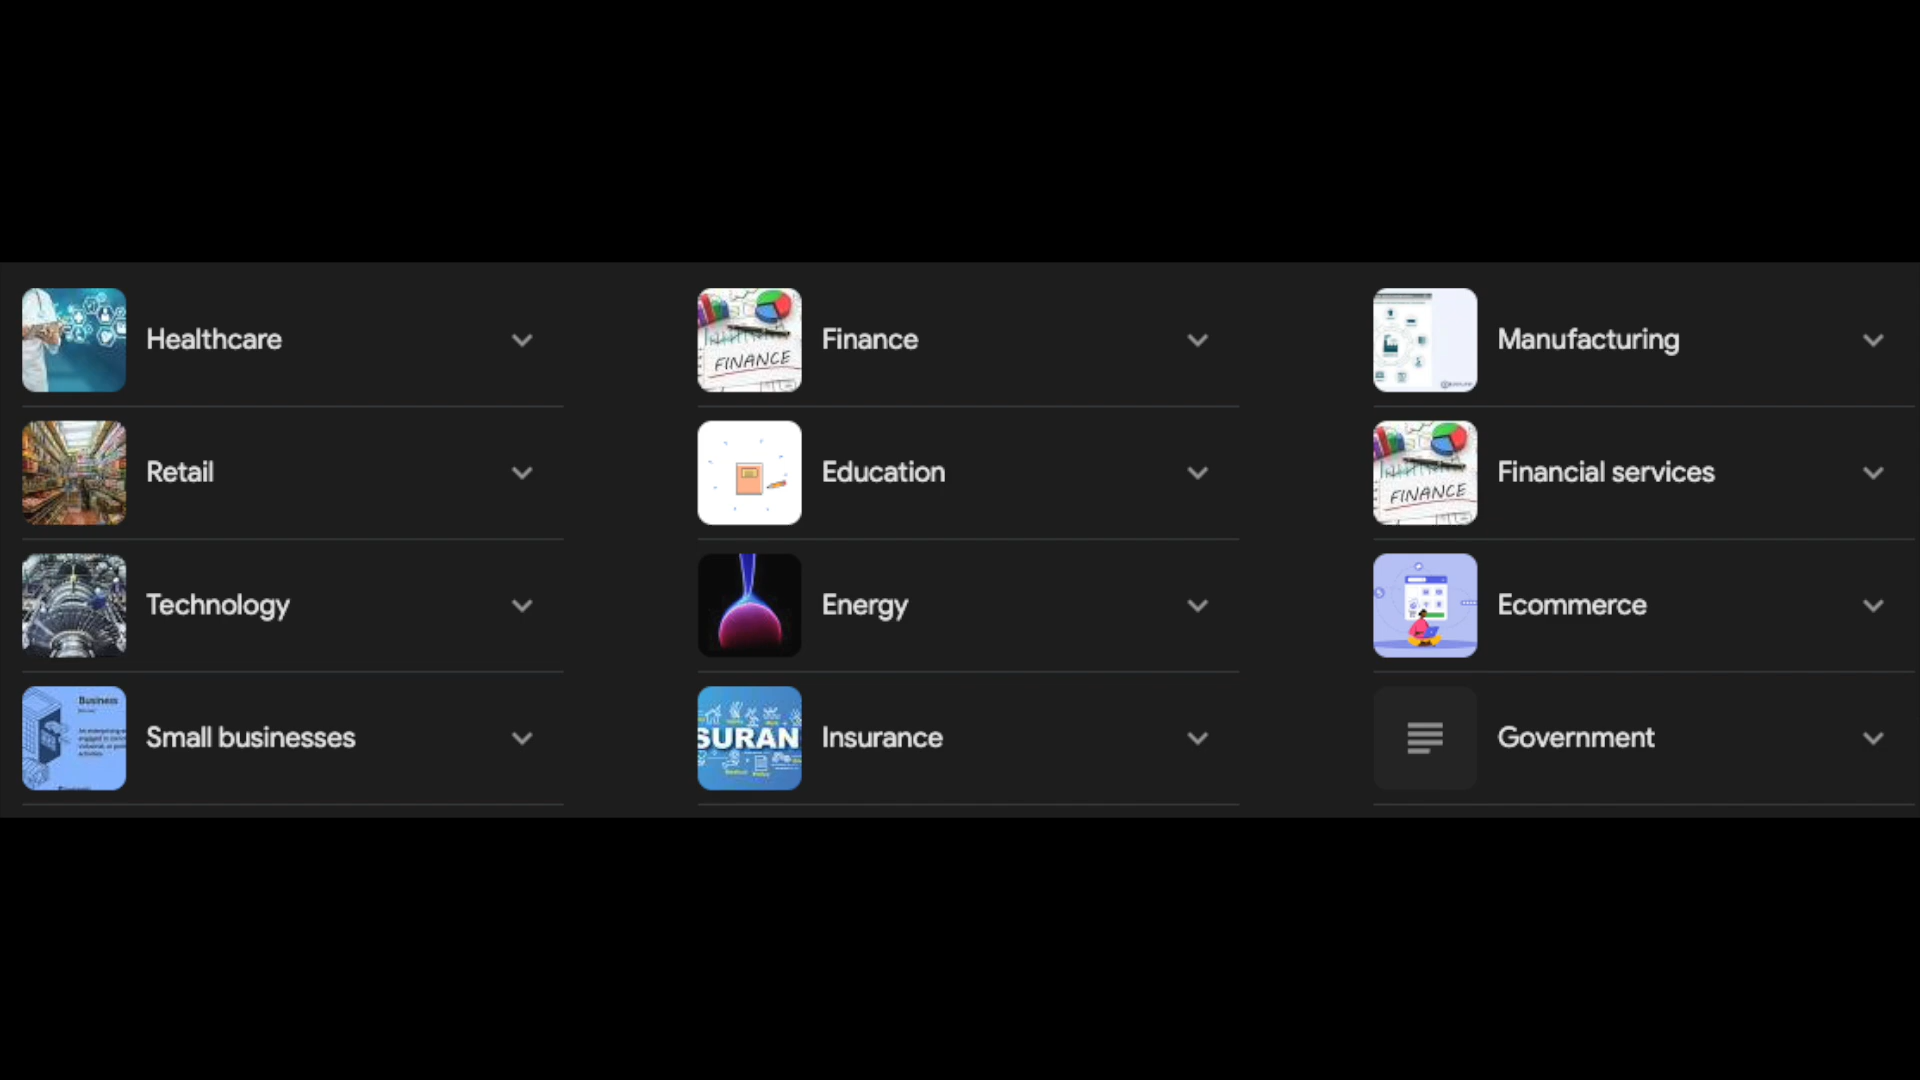 Healthcare
FINANCE
Finance
Manufacturing
Retail
Education
FINANCE
Financial services
Technology
Energy
Ecommerce
Business
Small businesses
SURAN
Insurance
Government